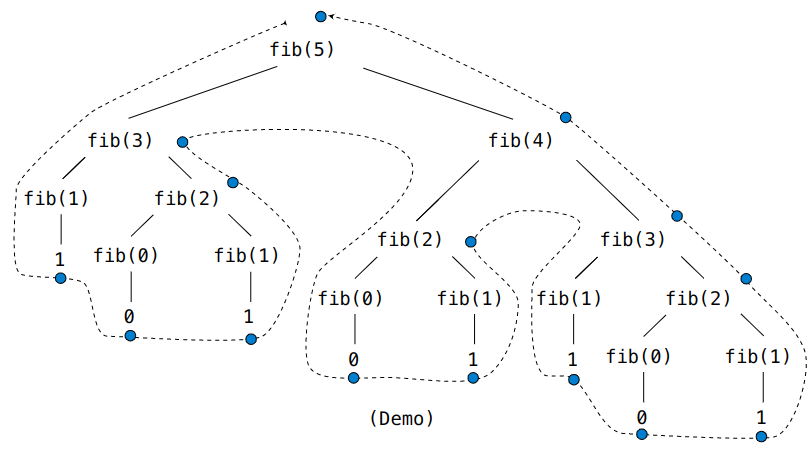 fib(5)
fib(3) fib(4)
fib(1) fib(2)
fib(2) fib(3)
1 fib(0) fib(1)
fib(0) fib(1) fib(1) fib(2)
0 1
0 1 1 fib(0) fib(1)
(Demo) 0 1